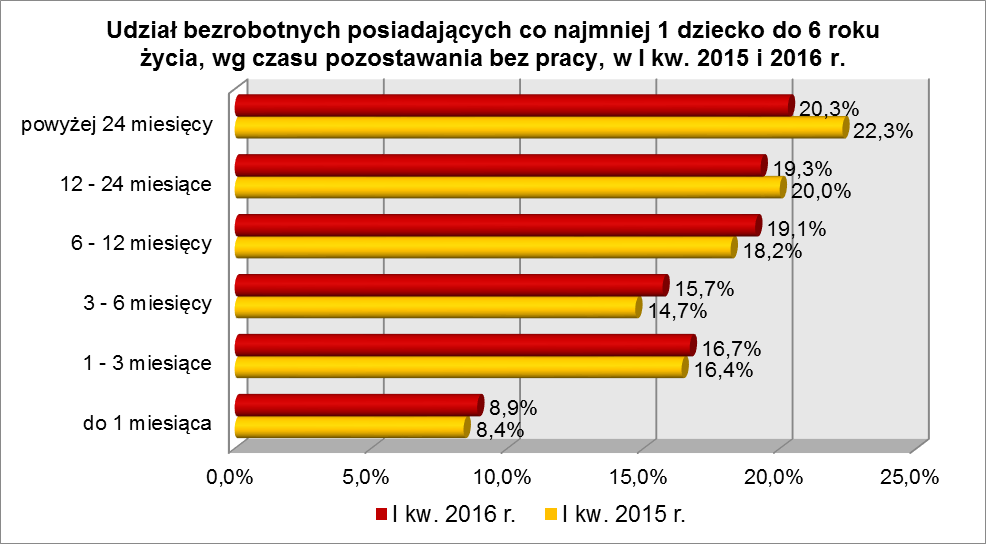 Udział bezrobotnych posiadających co najmniej 1 dziecko do 6 roku
życia, wg czasu pozostawania bez pracy, w I kw. 2015 i 2016 r.
powyżej 24 miesięcy
20,3%
22,3%
12 - 24 miesiące
19,3%
20,0%
6 - 12 miesięcy
19,1%
18,2%
3 - 6 miesięcy
15,7%
14,7%
1 - 3 miesiące
16,7%
16,4%
do 1 miesiąca
8,9%
8,4%
0,0% 5,0% 10,0% 15,0% 20,0% 25,0%
I kw. 2016 r. I kw. 2015 r.